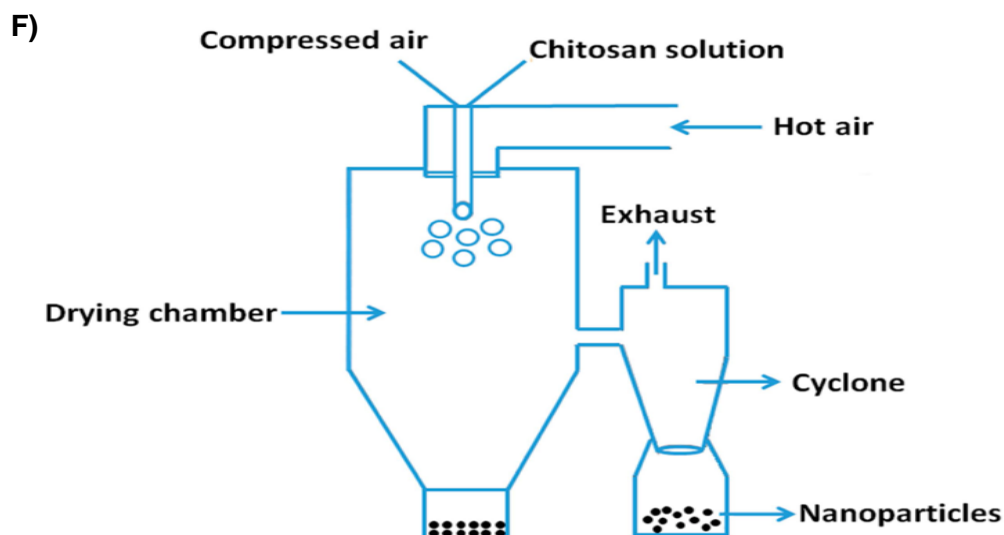 F)
Compressed air
Chitosan solution
Hot air
Exhaust
Drying chamber
Cyclone
Nanoparticles